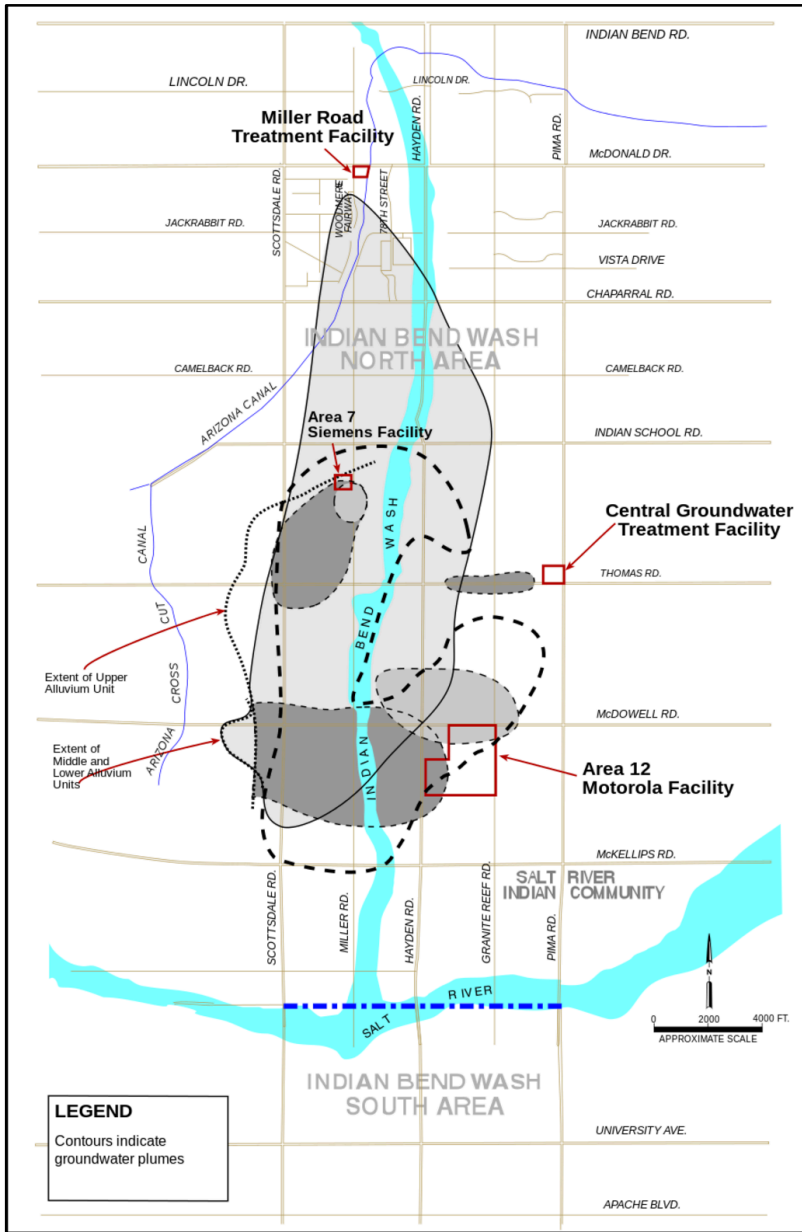 INDIAN BEND RD.
LINCOLN DR.
LINCOLN DR.
HAYDEN RD.
PIMA RD.
Miller Road
Treatment Facility
McDONALD DR.
SCOTTSDALE RD.
WOODMERE
FAIRWAY
78TH STREET
JACKRABBIT RD.
JACKRABBIT RD.
VISTA DRIVE
CHAPARRAL RD.
INDIAN BEND WASH
NORTH AREA
CAMELBACK RD.
CAMELBACK RD.
ARIZONA CANAL
Area 7
Siemens Facility
INDIAN SCHOOL RD.
Central Groundwater
Treatment Facility
THOMAS RD.
INDIAN BEND WASH
ARIZONA CROSS CUT CANAL
Extent of Upper
Alluvium Unit
McDOWELL RD.
Extent of
Middle and
Lower Alluvium
Units
Area 12
Motorola Facility
McKELLIPS RD.
SALT RIVER
INDIAN COMMUNITY
SCOTTSDALE RD.
MILLER RD.
HAYDEN RD.
GRANITE REEF RD.
PIMA RD.
SALT RIVER
N
0 2000 4000 FT.
APPROXIMATE SCALE
INDIAN BEND WASH
SOUTH AREA
LEGEND
Contours indicate
groundwater plumes
UNIVERSITY AVE.
APACHE BLVD.